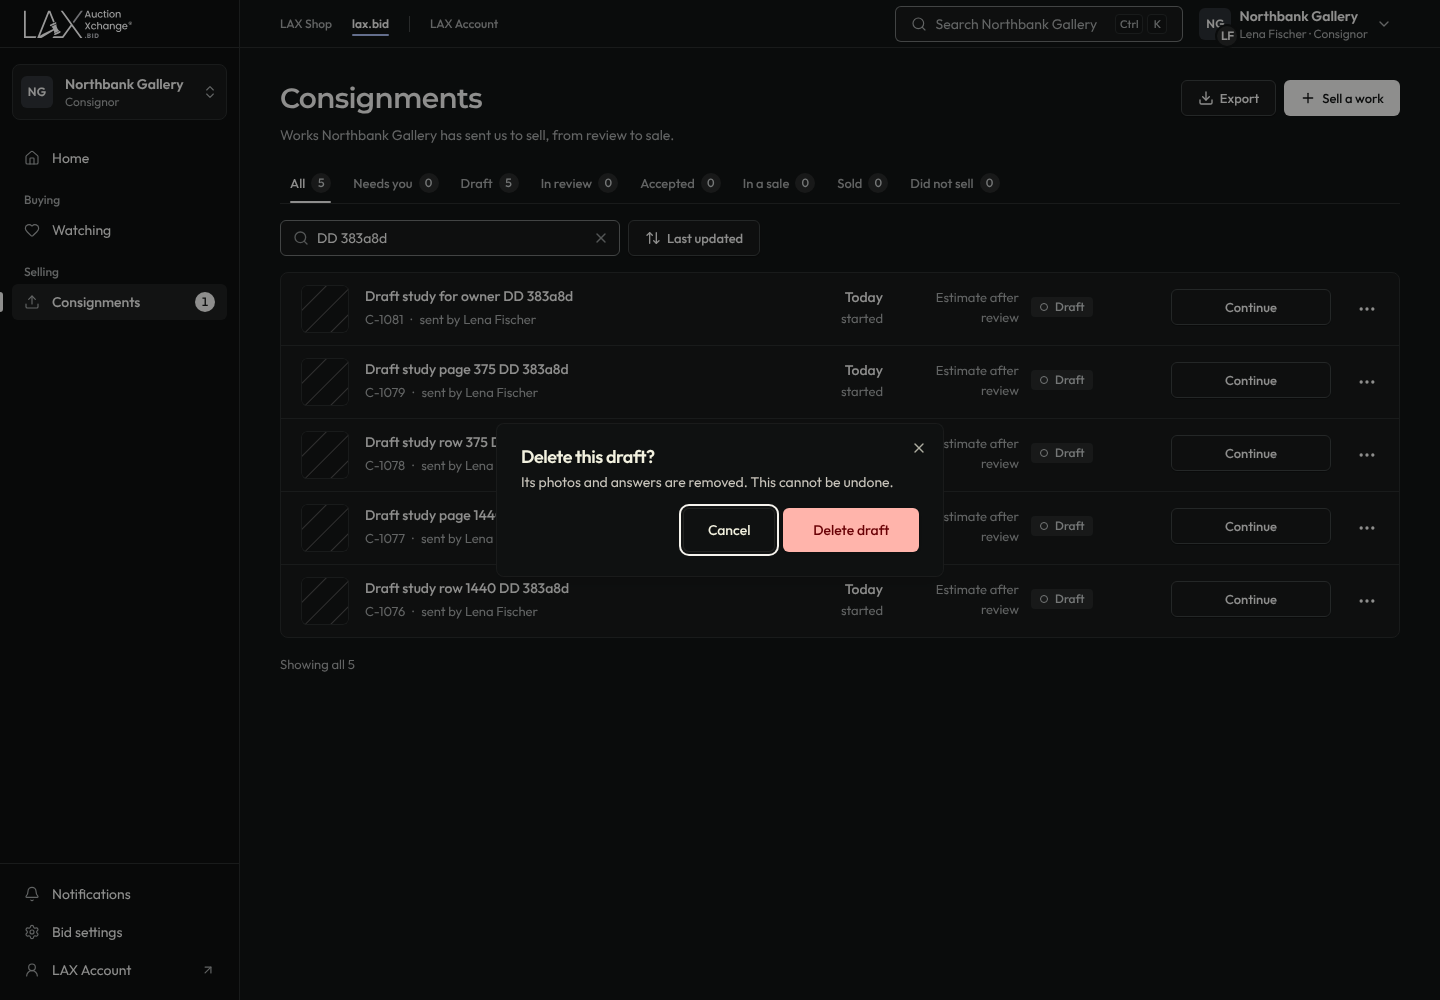 LAX Auction
Xchange®
.BID
LAX Shop
lax.bid
LAX Account
Search Northbank Gallery
Ctrl
K
NG
LF
Northbank Gallery
Lena Fischer · Consignor
NG
Northbank Gallery
Consignor
Home
Buying
Watching
Selling
Consignments
1
Notifications
Bid settings
LAX Account
Consignments
Works Northbank Gallery has sent us to sell, from review to sale.
Export
Sell a work
All 5
Needs you 0
Draft 5
In review 0
Accepted 0
In a sale 0
Sold 0
Did not sell 0
DD 383a8d
Last updated
Draft study for owner DD 383a8d
C-1081 · sent by Lena Fischer
Today
started
Estimate after
review
Draft
Continue
Draft study page 375 DD 383a8d
C-1079 · sent by Lena Fischer
Today
started
Estimate after
review
Draft
Continue
Draft study row 375 D
C-1078 · sent by Lena
stimate after
review
Draft
Continue
Draft study page 144
C-1077 · sent by Lena
stimate after
review
Draft
Continue
Draft study row 1440 DD 383a8d
C-1076 · sent by Lena Fischer
Today
started
Estimate after
review
Draft
Continue
Showing all 5
Delete this draft?
Its photos and answers are removed. This cannot be undone.
Cancel
Delete draft